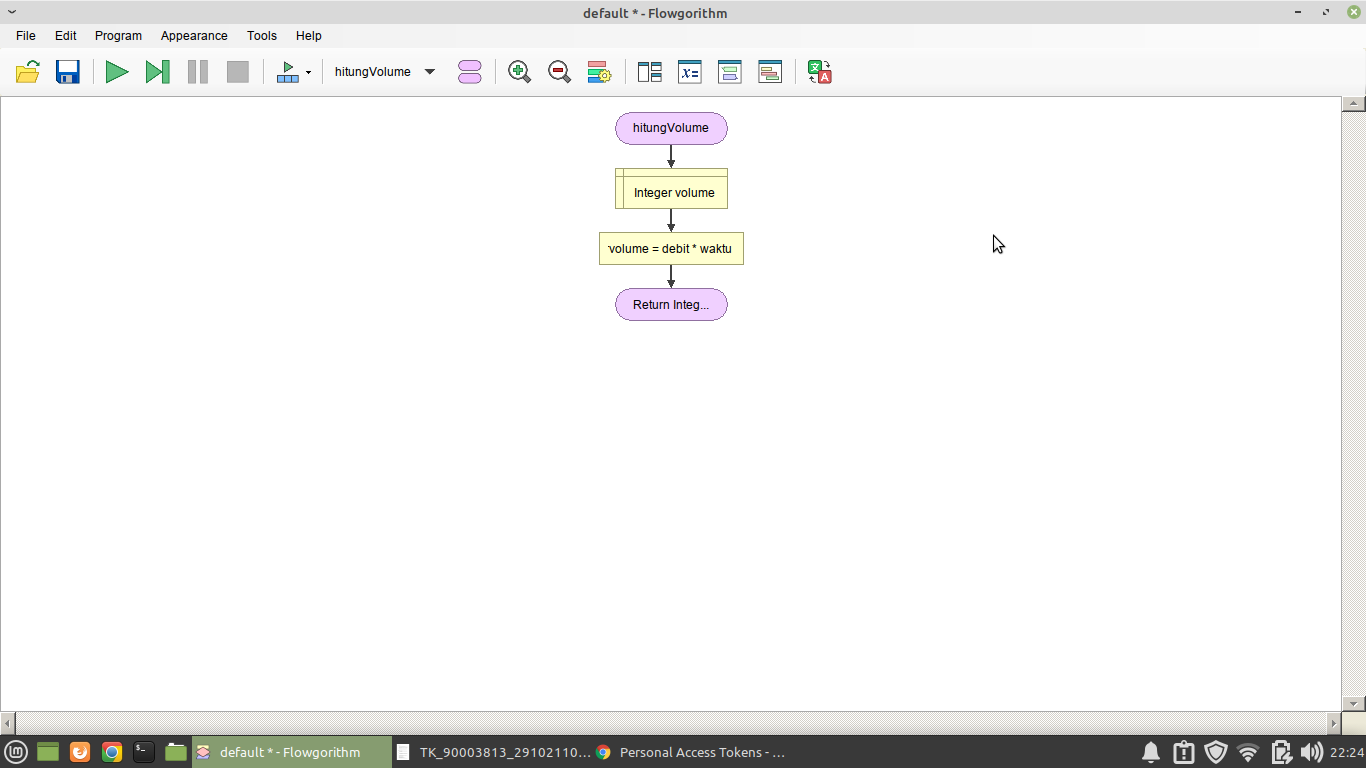 default * - Flowgorithm
File Edit Program Appearance Tools Help
hitungVolume
x=
A
hitungVolume
Integer volume
volume = debit * waktu
Return Integ...
default * - Flowgorithm
TK_90003813_29102110...
Personal Access Tokens - ...
22:24